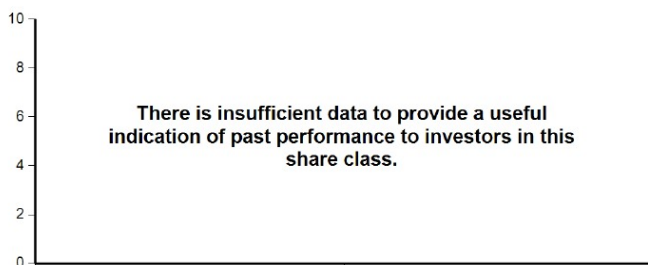 10
8
There is insufficient data to provide a useful
6
indication of past performance to investors in this
share class.
4
2
0